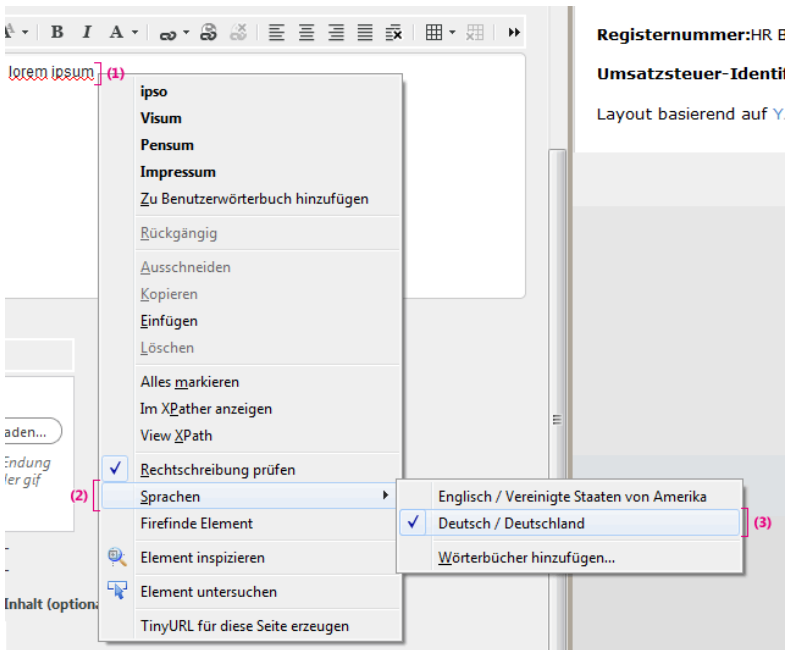 B I A
lorem ipsum (1)
ipso
Visum
Pensum
Impressum
Zu Benutzerwörterbuch hinzufügen
Rückgängig
Ausschneiden
Kopieren
Einfügen
Löschen
Alles markieren
Im XPather anzeigen
View XPath
Rechtschreibung prüfen
(2) Sprachen
Firefinde Element
Element inspizieren
Element untersuchen
TinyURL für diese Seite erzeugen
Englisch / Vereinigte Staaten von Amerika
Deutsch / Deutschland (3)
Wörterbücher hinzufügen...
aden...
Endung
der gif
Inhalt (optiona
Registernummer:HR B
Umsatzsteuer-Identif
Layout basierend auf Y